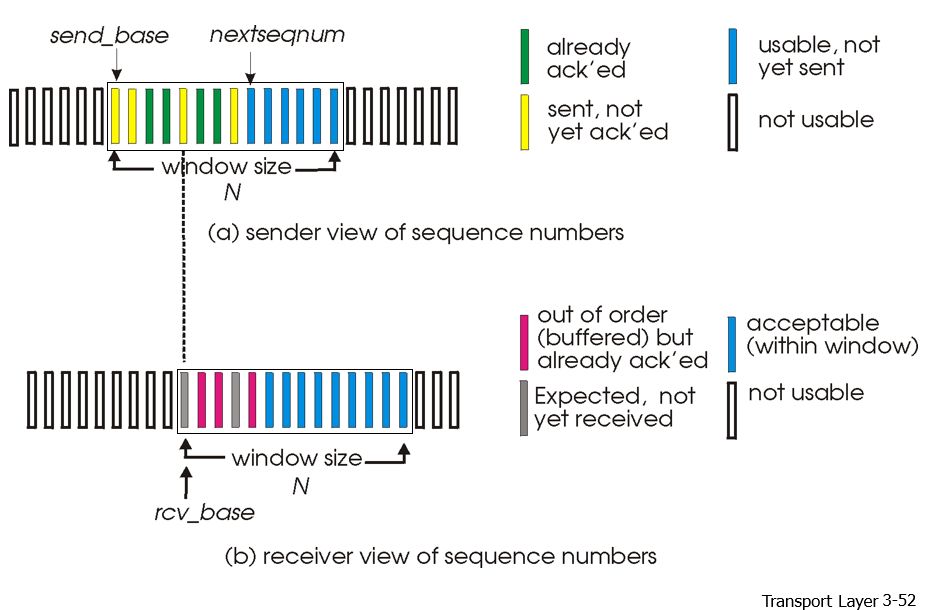 send_base
nextseqnum
already
ack'ed
usable, not
yet sent
sent, not
yet ack'ed
not usable
window size
N
(a) sender view of sequence numbers
out of order
(buffered) but
already ack'ed
acceptable
(within window)
Expected, not
yet received
not usable
window size
N
rcv_base
(b) receiver view of sequence numbers
Transport Layer 3-52